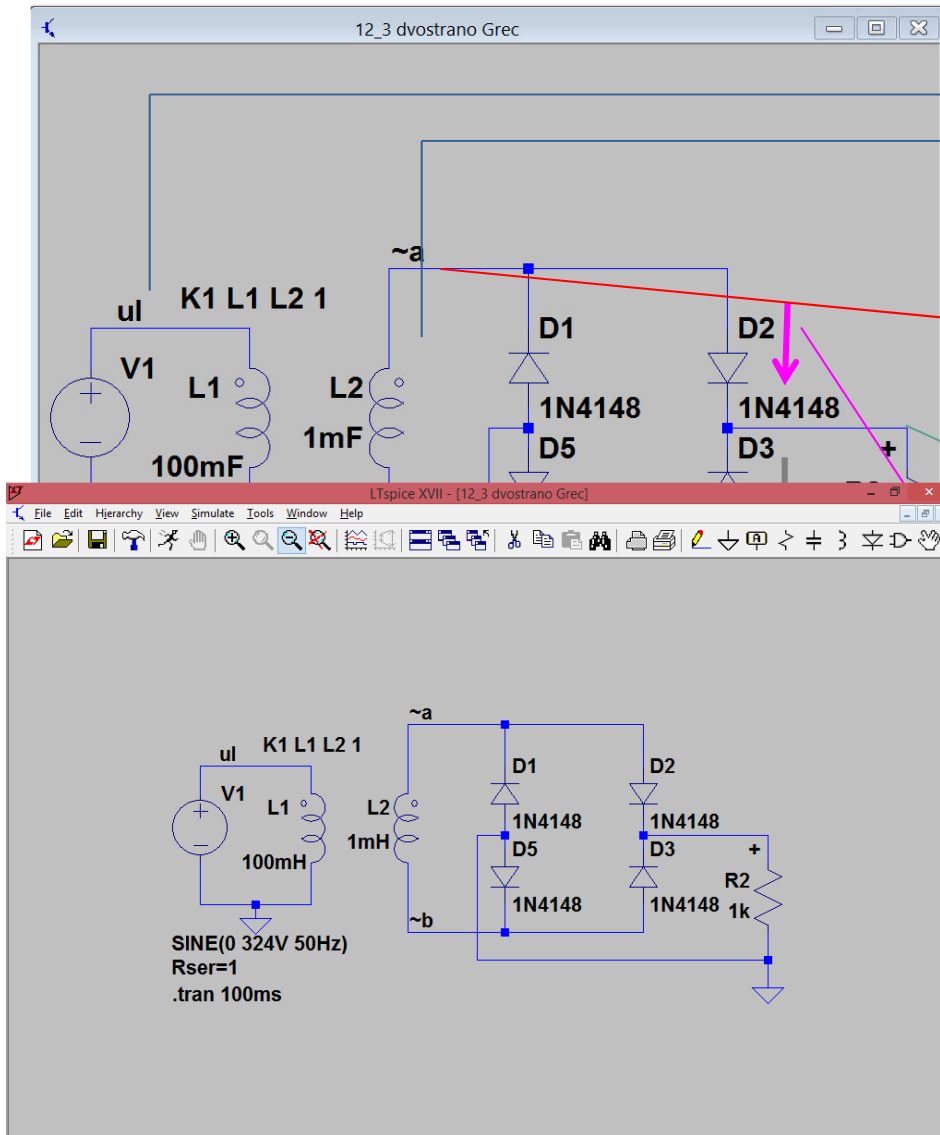 12_3 dvostrano Grec
~a
ul
K1 L1 L2 1
V1
L1
L2
D1
D2
1N4148
1N4148
1mF
D5
D3
+
100mF
LTspice XVII - [12_3 dvostrano Grec]
File Edit Hierarchy View Simulate Tools Window Help
~a
ul
K1 L1 L2 1
D1
D2
V1
L1
L2
1N4148
1N4148
1mH
D5
D3
+
100mH
R2
1N4148
1N4148
1k
~b
SINE(0 324V 50Hz)
Rser=1
.tran 100ms